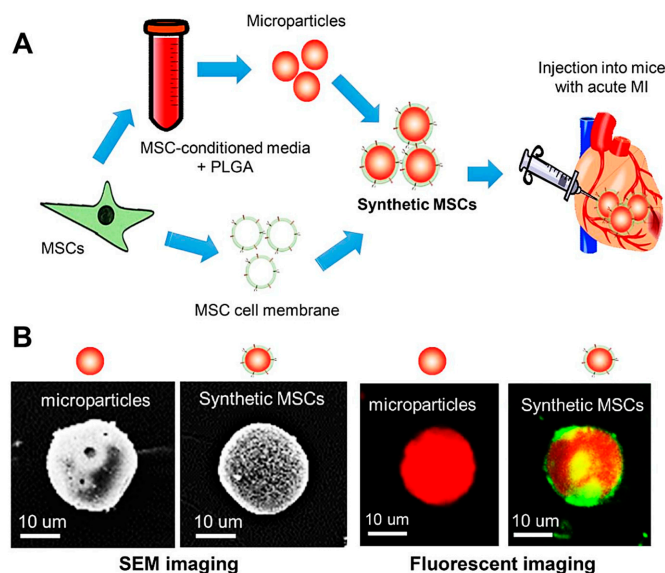 A
Microparticles
Injection into mice
with acute MI
MSC-conditioned media
+ PLGA
Synthetic MSCs
MSCs
MSC cell membrane
B
microparticles
Synthetic MSCs
microparticles
Synthetic MSCs
10 um
10 um
10 um
10 um
SEM imaging
Fluorescent imaging